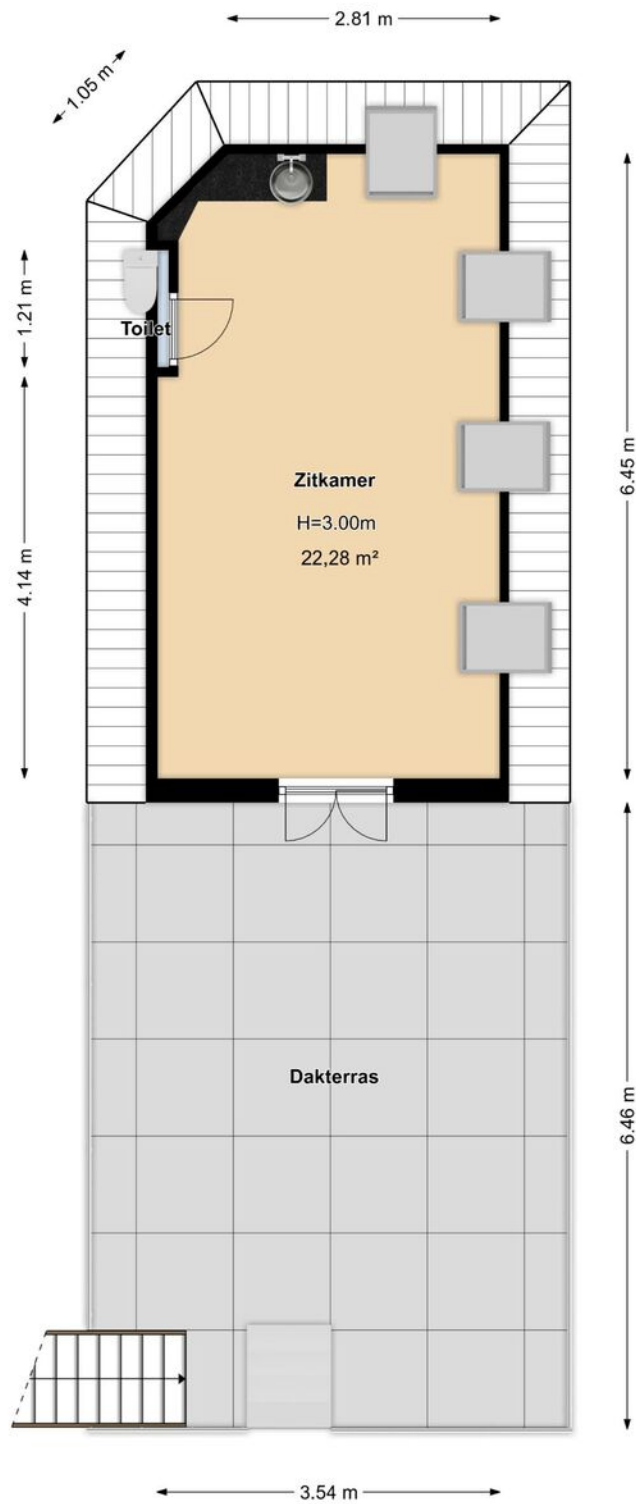 2.81 m
1.05 m
1.21 m
Toilet
4.14 m
Zitkamer
H=3.00m
22,28 m²
6.45 m
Dakterras
6.46 m
3.54 m